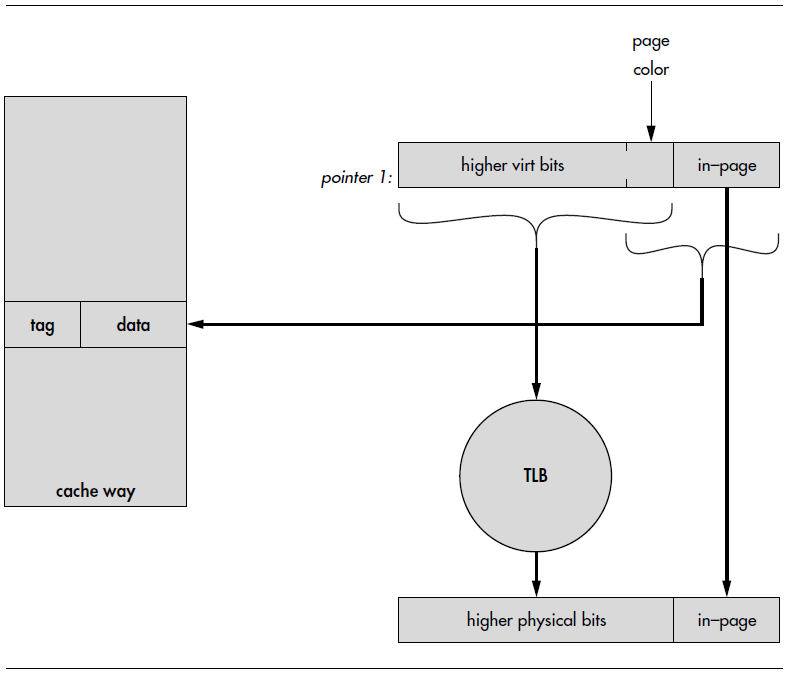 page
color
pointer 1:
higher virt bits
in–page
tag
data
TLB
cache way
higher physical bits
in–page